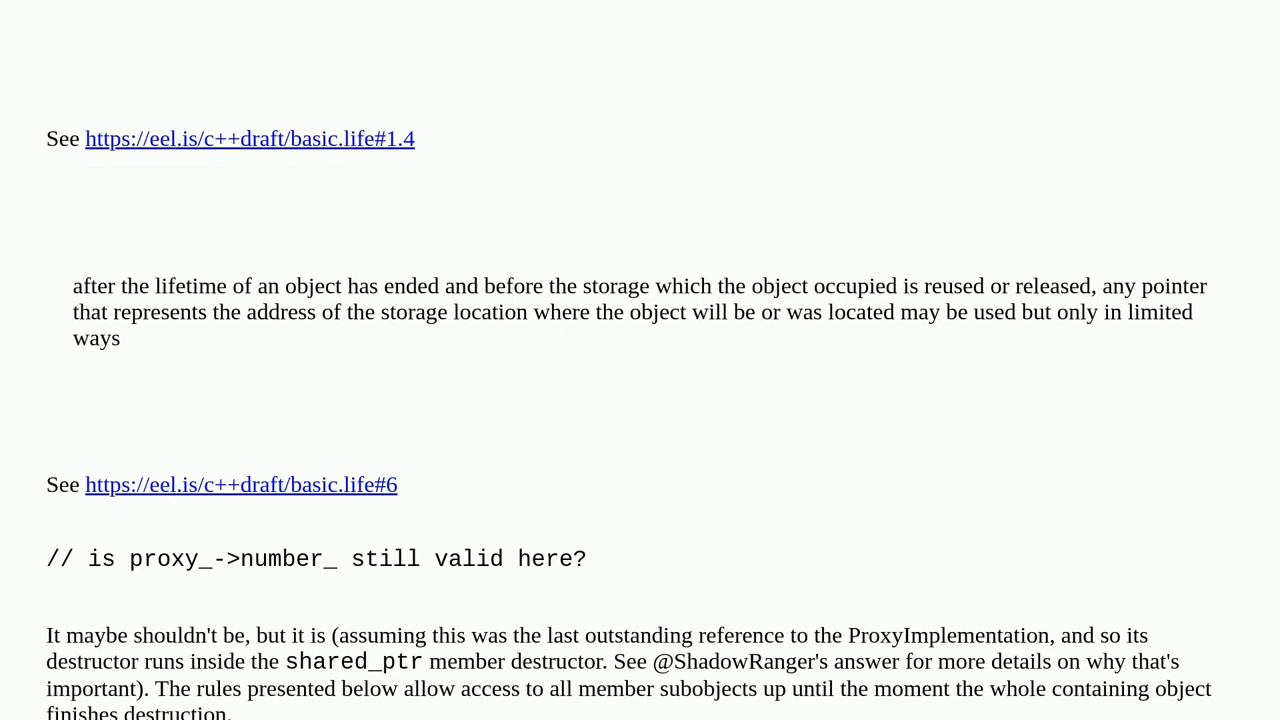 See https://eel.is/c++draft/basic.life#1.4
after the lifetime of an object has ended and before the storage which the object occupied is reused or released, any pointer
that represents the address of the storage location where the object will be or was located may be used but only in limited
ways
See https://eel.is/c++draft/basic.life#6
// is proxy_->number_ still valid here?
It maybe shouldn't be, but it is (assuming this was the last outstanding reference to the ProxyImplementation, and so its
destructor runs inside the shared_ptr member destructor. See @ShadowRanger's answer for more details on why that's
important). The rules presented below allow access to all member subobjects up until the moment the whole containing object
finishes destruction.